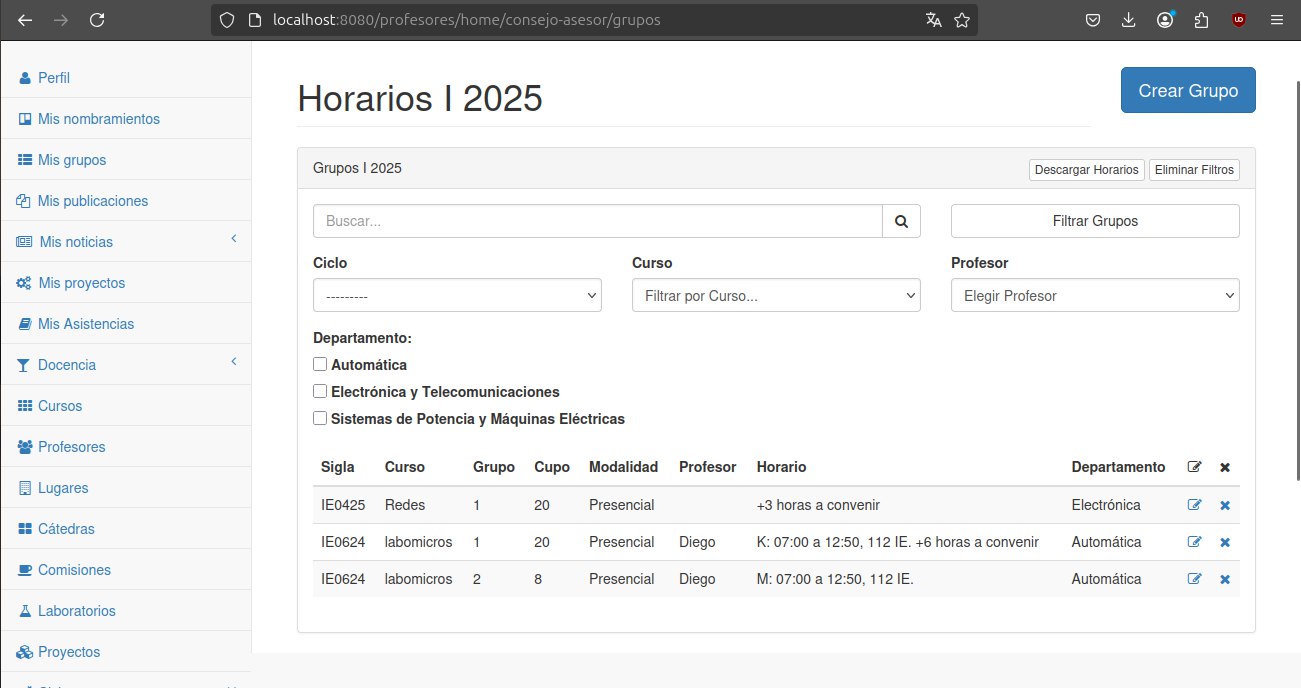 localhost:8080/profesores/home/consejo-asesor/grupos
Perfil
Mis nombramientos
Mis grupos
Mis publicaciones
Mis noticias
Mis proyectos
Mis Asistencias
Docencia
Cursos
Profesores
Lugares
Cátedras
Comisiones
Laboratorios
Proyectos
Horarios I 2025
Crear Grupo
Grupos I 2025
Descargar Horarios
Eliminar Filtros
Buscar...
Filtrar Grupos
Ciclo
Curso
Profesor
---------
Filtrar por Curso...
Elegir Profesor
Departamento:
Automática
Electrónica y Telecomunicaciones
Sistemas de Potencia y Máquinas Eléctricas
Sigla Curso Grupo Cupo Modalidad Profesor Horario Departamento
IE0425 Redes 1 20 Presencial +3 horas a convenir Electrónica
IE0624 labomicros 1 20 Presencial Diego K: 07:00 a 12:50, 112 IE. +6 horas a convenir Automática
IE0624 labomicros 2 8 Presencial Diego M: 07:00 a 12:50, 112 IE. Automática